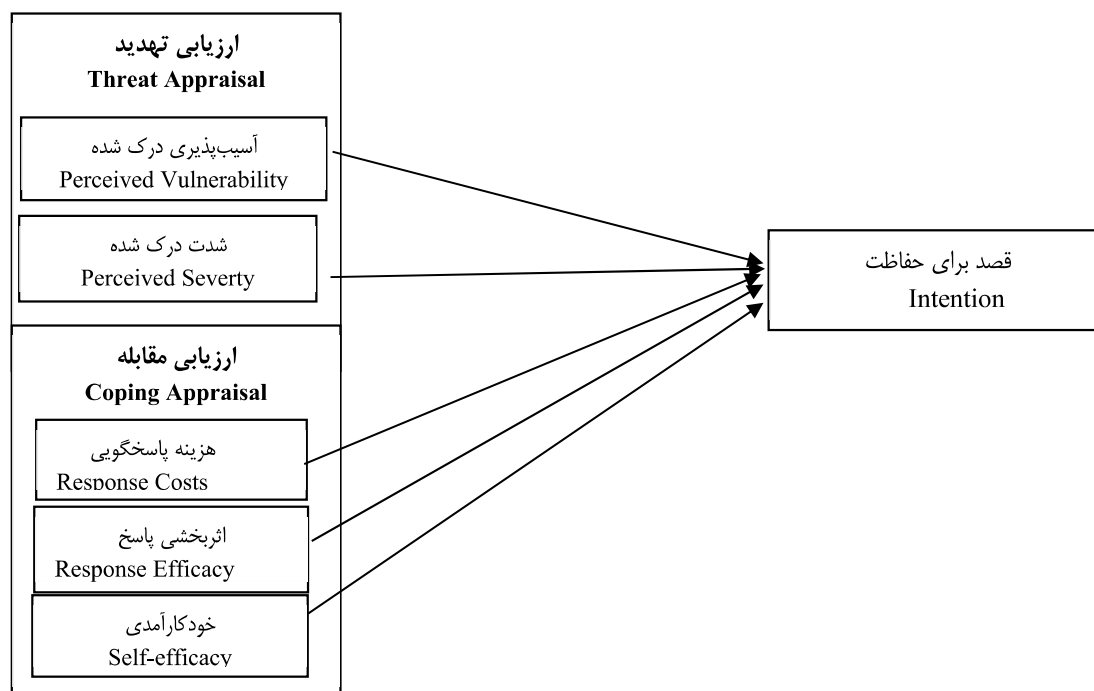 ارزیابی تهدید
Threat Appraisal
آسیب‌پذیری درک شده
Perceived Vulnerability
شدت درک شده
Perceived Severty
ارزیابی مقابله
Coping Appraisal
هزینه پاسخگویی
Response Costs
اثربخشی پاسخ
Response Efficacy
خودکارآمدی
Self-efficacy
قصد برای حفاظت
Intention